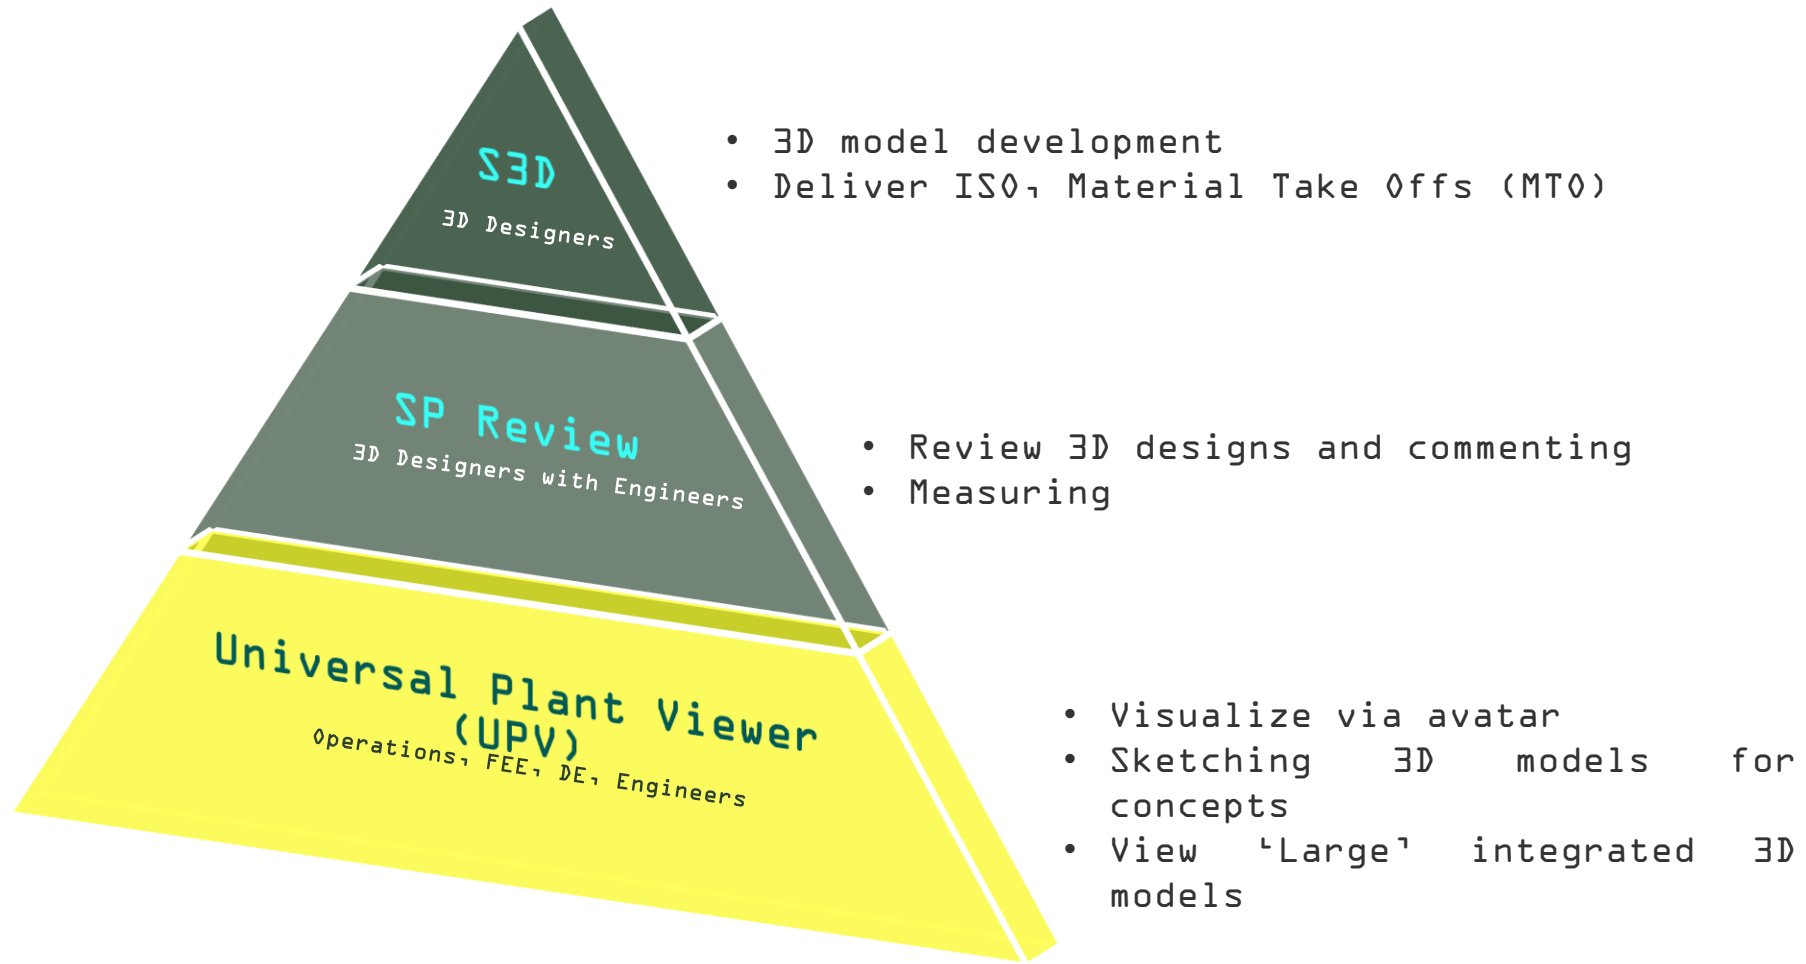 S3D
3D Designers
• 3D model development
• Deliver ISO, Material Take Offs (MTO)
SP Review
3D Designers with Engineers
• Review 3D designs and commenting
• Measuring
Universal Plant Viewer
(UPV)
Operations, FEE, DE, Engineers
• Visualize via avatar
• Sketching 3D models for
concepts
• View ‘Large’ integrated 3D
models